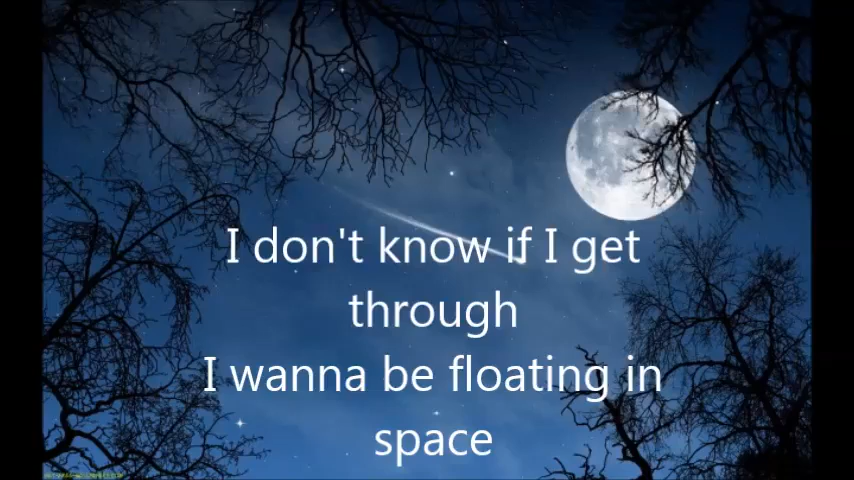 I don't know if I get
through
I wanna be floating in
space